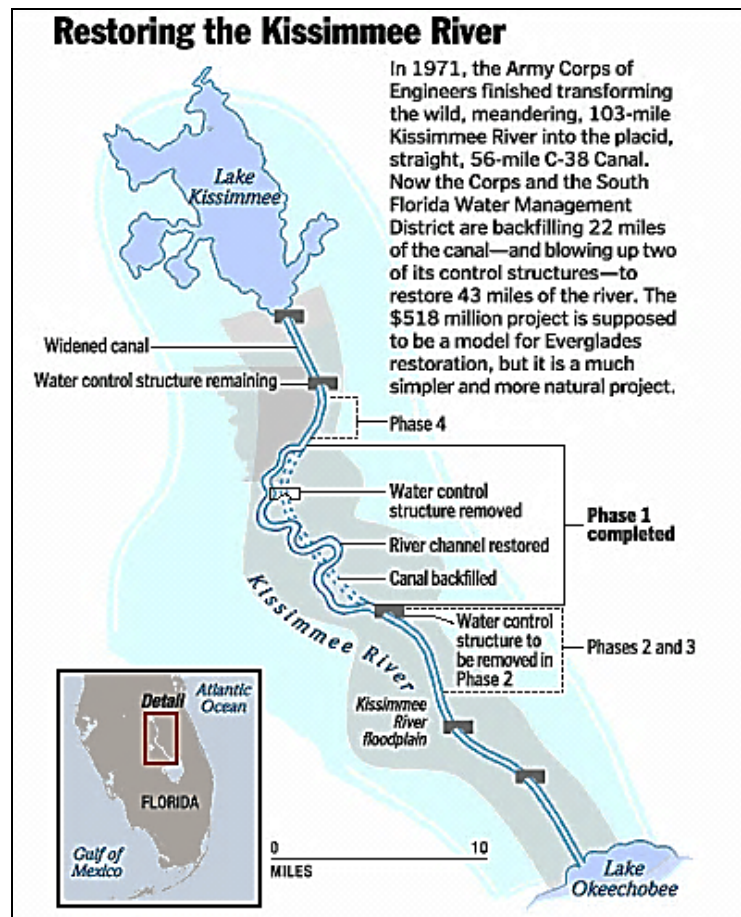 Restoring the Kissimmee River
In 1971, the Army Corps of
Engineers finished transforming
the wild, meandering, 103-mile
Kissimmee River into the placid,
straight, 56-mile C-38 Canal.
Now the Corps and the South
Florida Water Management
District are backfilling 22 miles
of the canal—and blowing up two
of its control structures—to
restore 43 miles of the river. The
$518 million project is supposed
to be a model for Everglades
restoration, but it is a much
simpler and more natural project.
Lake
Kissimmee
Widened canal
Water control structure remaining
Phase 4
Water control
structure removed
Phase 1
completed
River channel restored
Canal backfilled
Kissimmee River
Water control
structure to
be removed in
Phase 2
Phases 2 and 3
Kissimmee
River
floodplain
Detail
Atlantic
Ocean
FLORIDA
Gulf of
Mexico
0 10
MILES
Lake
Okeechobee